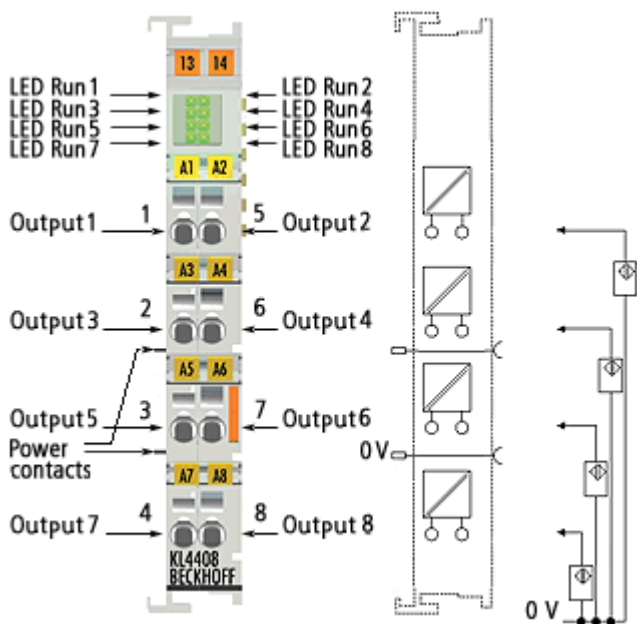 13 14
LED Run 1
LED Run 2
LED Run 3
LED Run 4
LED Run 5
LED Run 6
LED Run 7
LED Run 8
A1 A2
Output 1 1 5 Output 2
A3 A4
Output 3 2 6 Output 4
A5 A6
Output 5 3 7 Output 6
Power
contacts
0 V
A7 A8
Output 7 4 8 Output 8
KL4408
BECKHOFF
0 V